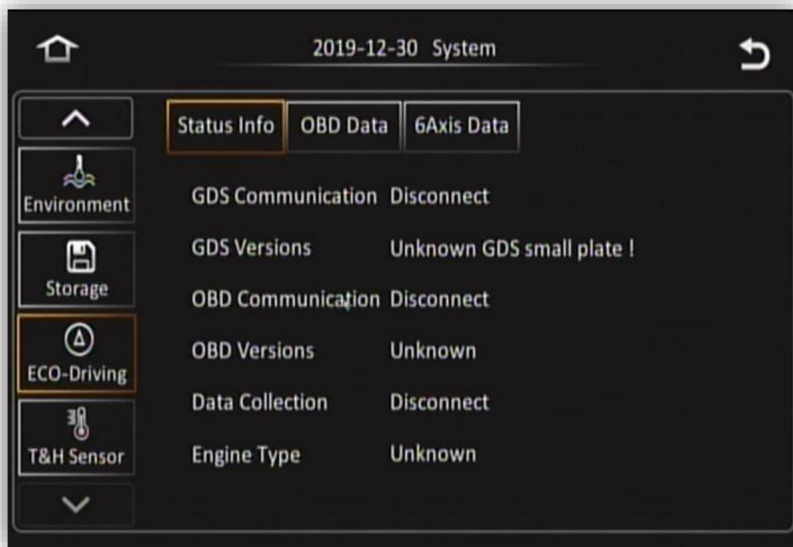 2019-12-30 System
Status Info OBD Data 6Axis Data
Environment
Storage
ECO-Driving
T&H Sensor
GDS Communication Disconnect
GDS Versions Unknown GDS small plate !
OBD Communication Disconnect
OBD Versions Unknown
Data Collection Disconnect
Engine Type Unknown